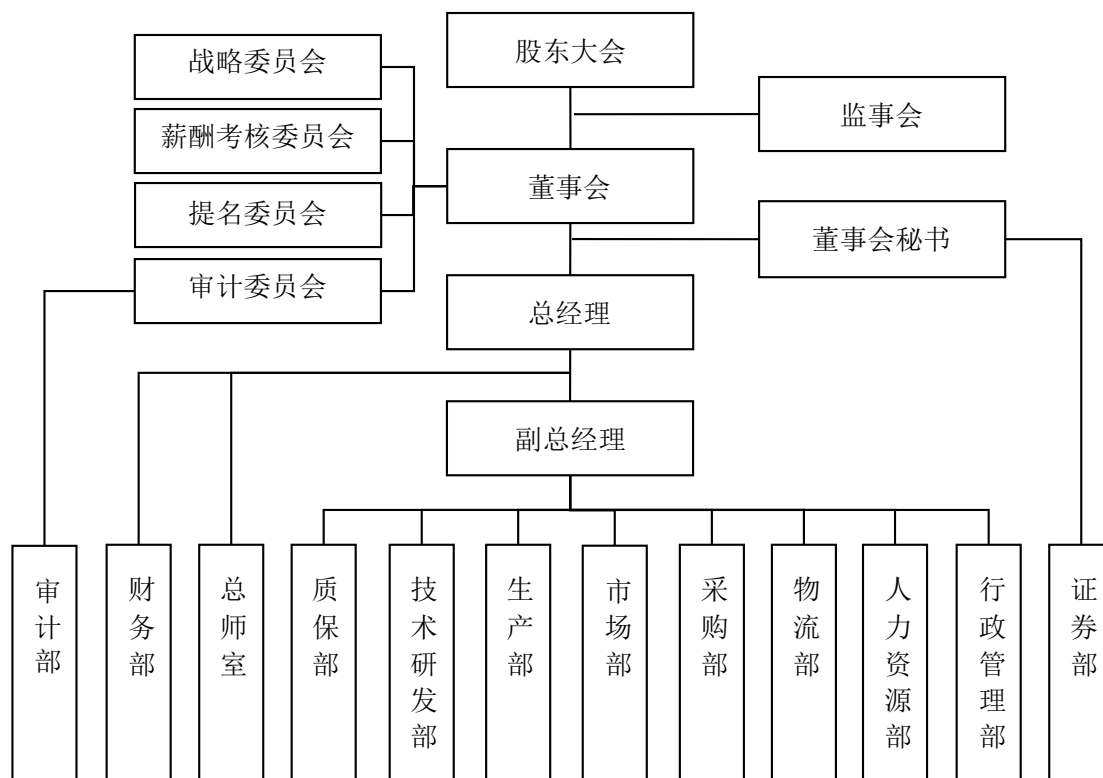 战略委员会
股东大会
薪酬考核委员会
监事会
提名委员会
董事会
审计委员会
董事会秘书
总经理
副总经理
审计部
财务部
总师室
质保部
技术研发部
生产部
市场部
采购部
物流部
人力资源部
行政管理部
证券部